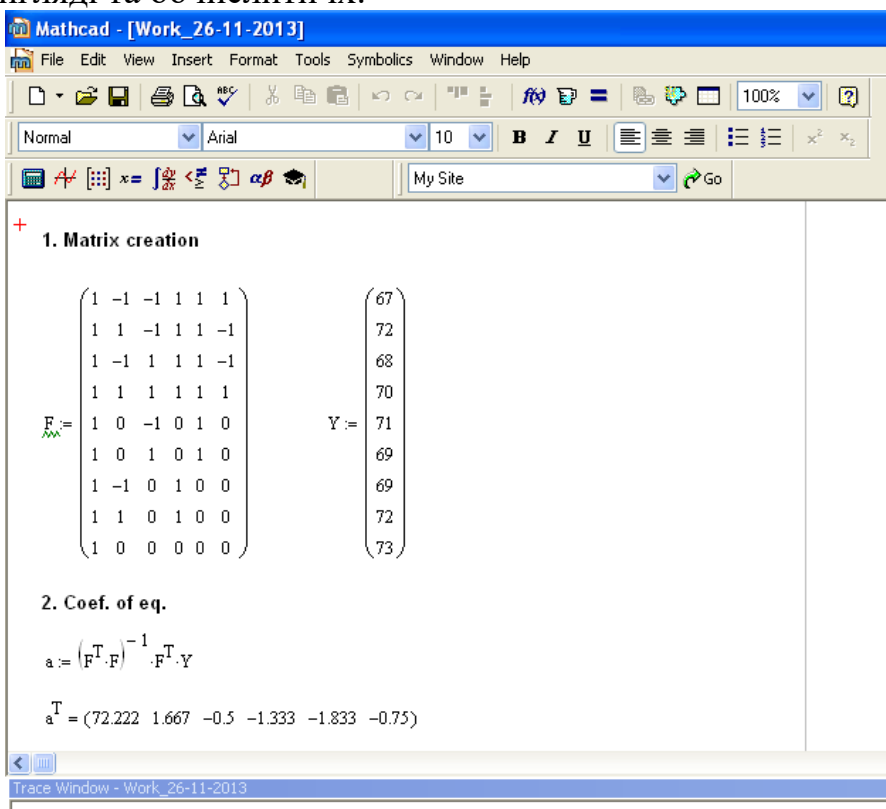 Mathcad - [Work_26-11-2013]
File Edit View Insert Format Tools Symbolics Window Help
100%
Normal Arial 10 B I U
My Site Go
1. Matrix creation
F := ( 1 −1 −1 1 1 1
1 1 −1 1 1 −1
1 −1 1 1 1 −1
1 1 1 1 1 1
1 0 −1 0 1 0
1 0 1 0 1 0
1 −1 0 1 0 0
1 1 0 1 0 0
1 0 0 0 0 0 )
Y := ( 67
72
68
70
71
69
69
72
73 )
2. Coef. of eq.
a := (F^T·F)^−1·F^T·Y
a^T = (72.222 1.667 −0.5 −1.333 −1.833 −0.75)
Trace Window - Work_26-11-2013